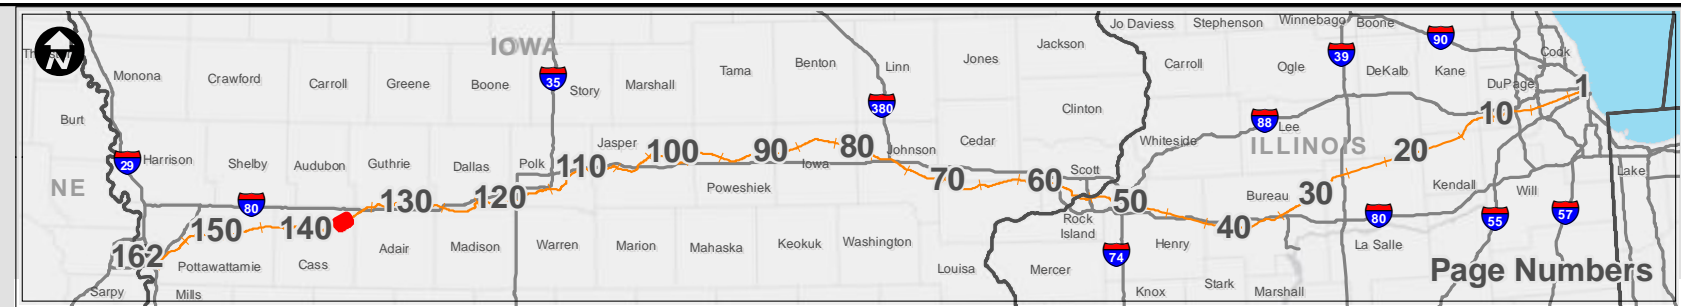 Jo Daviess Stephenson Winnebago Boone
IOWA
N
Monona Crawford Carroll Greene Boone 35 Story Marshall Tama Benton Linn Jones Jackson Carroll Ogle 39 DeKalb 90 Kane Cook
DuPage 1
Burt 380 Clinton Whiteside 88 Lee 10
29 Harrison Shelby Audubon Guthrie Dallas Polk Jasper 100 90 80 Johnson Cedar ILLINOIS 20
110 Iowa Scott Lake
NE 80 130 120 Poweshiek 70 60 50 Bureau 30 Kendall Will
162 150 140 Adair Madison Warren Marion Mahaska Keokuk Washington Rock
Island 74 Henry 40 80 La Salle 55 57
Pottawattamie Cass Louisa Mercer Stark Page Numbers
Sarpy Mills Knox Marshall